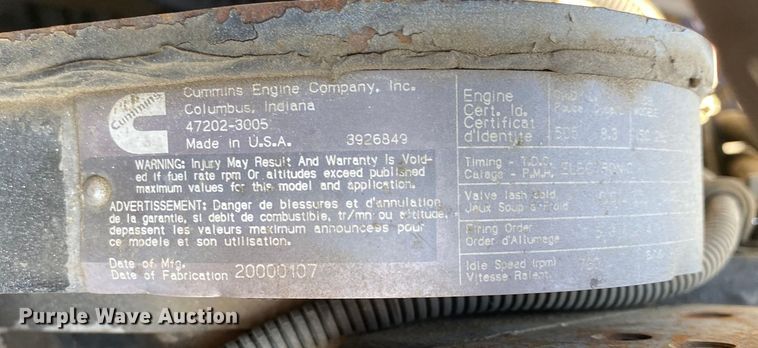 Cummins
Cummins Engine Company, Inc.
Columbus, Indiana
47202-3005
Made in U.S.A. 3926849
WARNING: Injury May Result And Warranty Is Void-
ed if fuel rate rpm Or altitudes exceed published
maximum values for this model and application.
ADVERTISSEMENT: Danger de blessures et d'annulation
de la garantie, si debit de combustible, tr/mn ou altitude,
depassent les valeurs maximum announcées pour
ce modele et son utilisation.
Date of Mfg.
Date of Fabrication 20000107
Engine
Cert. Id.
Certificat
d'Identite 505 8.3
Timing - T.D.C.
Calage - P.M.H.
Valve lash cold
Jeux Soup a froid
Firing Order
Order d'Allumage
Idle Speed (rpm)
Vitesse Ralent.
Purple Wave Auction